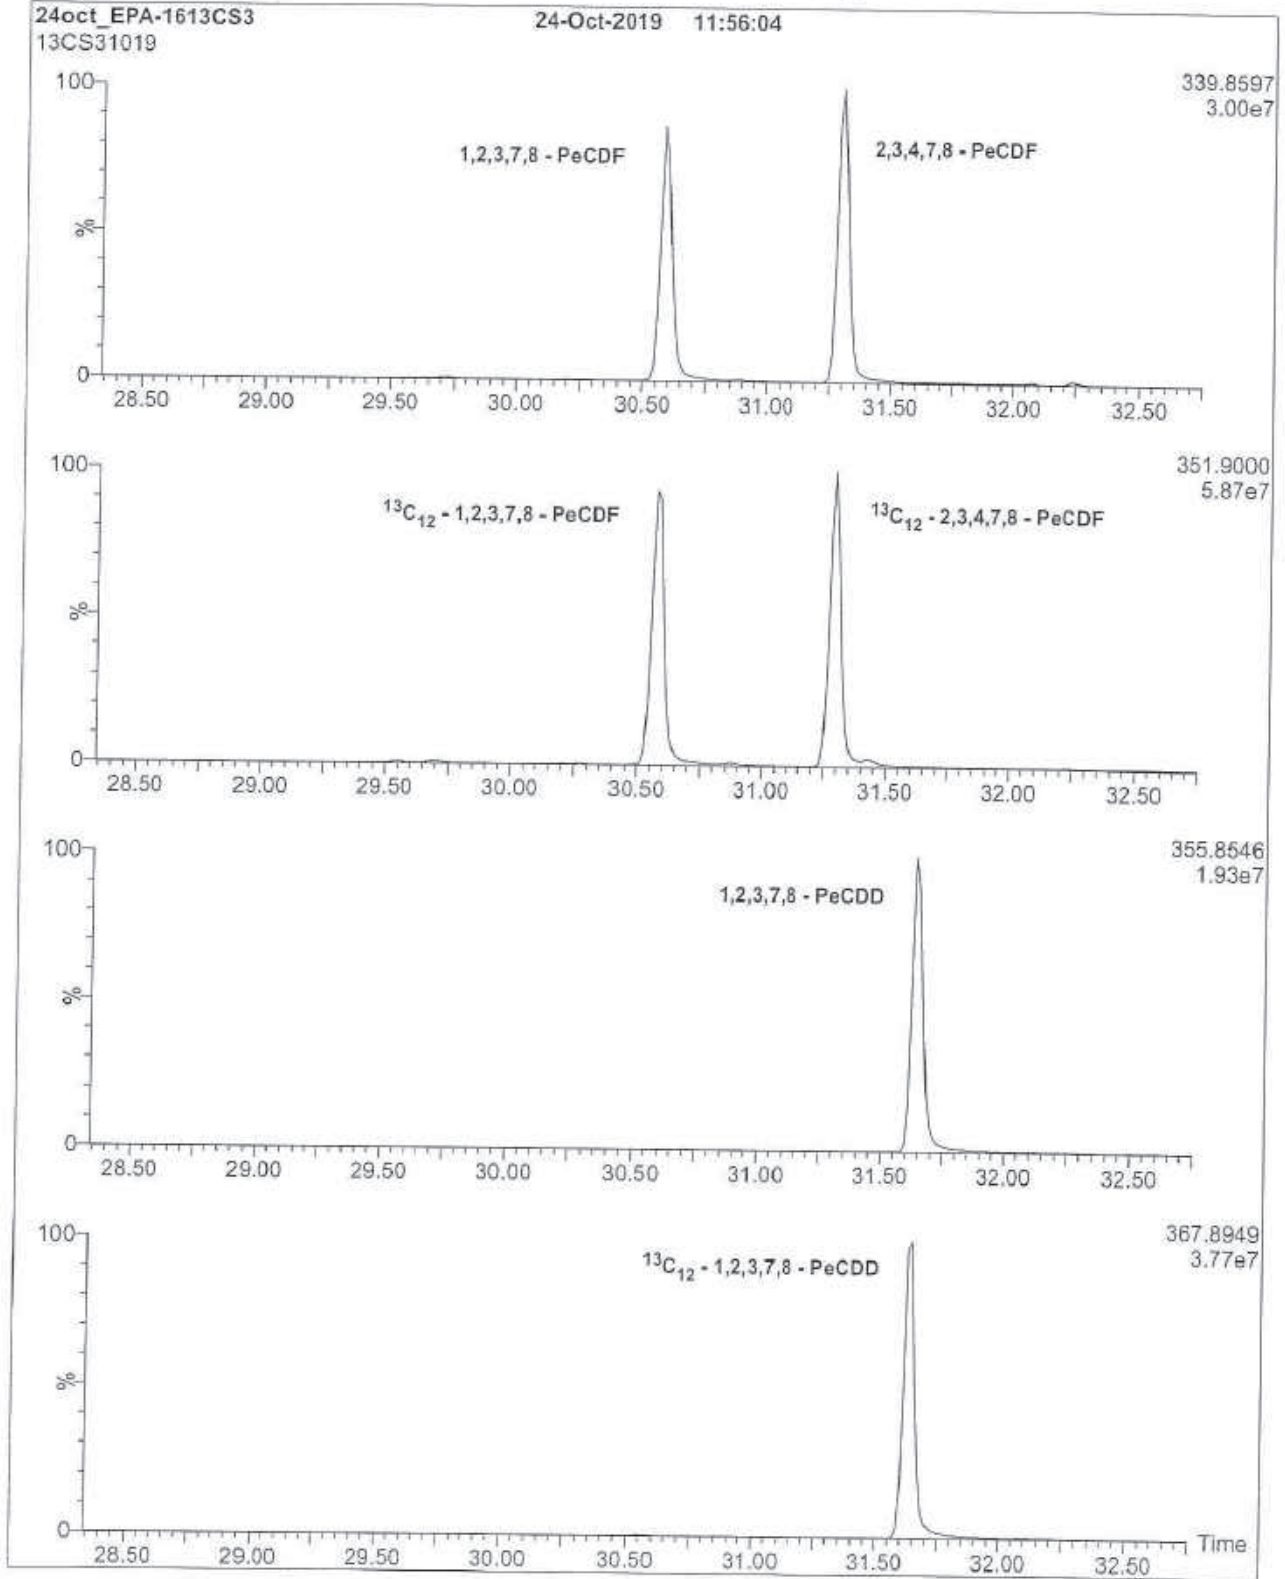 24oct_EPA-1613CS3 24-Oct-2019 11:56:04
13CS31019
100 339.8597
3.00e7
1,2,3,7,8 - PeCDF 2,3,4,7,8 - PeCDF
%
0
28.50 29.00 29.50 30.00 30.50 31.00 31.50 32.00 32.50
100 351.9000
5.87e7
¹³C₁₂ - 1,2,3,7,8 - PeCDF ¹³C₁₂ - 2,3,4,7,8 - PeCDF
%
0
28.50 29.00 29.50 30.00 30.50 31.00 31.50 32.00 32.50
100 355.8546
1.93e7
1,2,3,7,8 - PeCDD
%
0
28.50 29.00 29.50 30.00 30.50 31.00 31.50 32.00 32.50
100 367.8949
3.77e7
¹³C₁₂ - 1,2,3,7,8 - PeCDD
%
0 Time
28.50 29.00 29.50 30.00 30.50 31.00 31.50 32.00 32.50